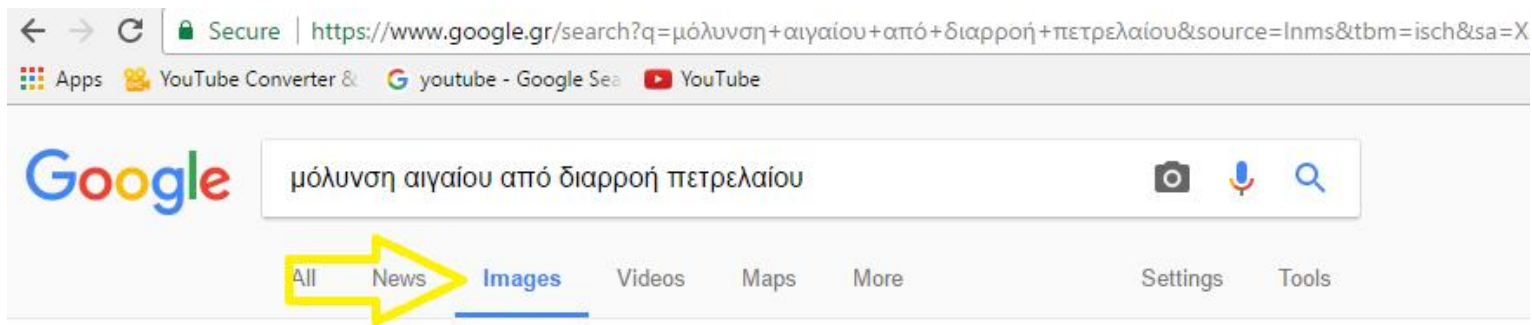 Secure | https://www.google.gr/search?q=μόλυνση+αιγαίου+από+διαρροή+πετρελαίου&source=lnms&tbm=isch&sa=X
Apps YouTube Converter & G youtube - Google Sea YouTube
Google μόλυνση αιγαίου από διαρροή πετρελαίου
All News Images Videos Maps More Settings Tools